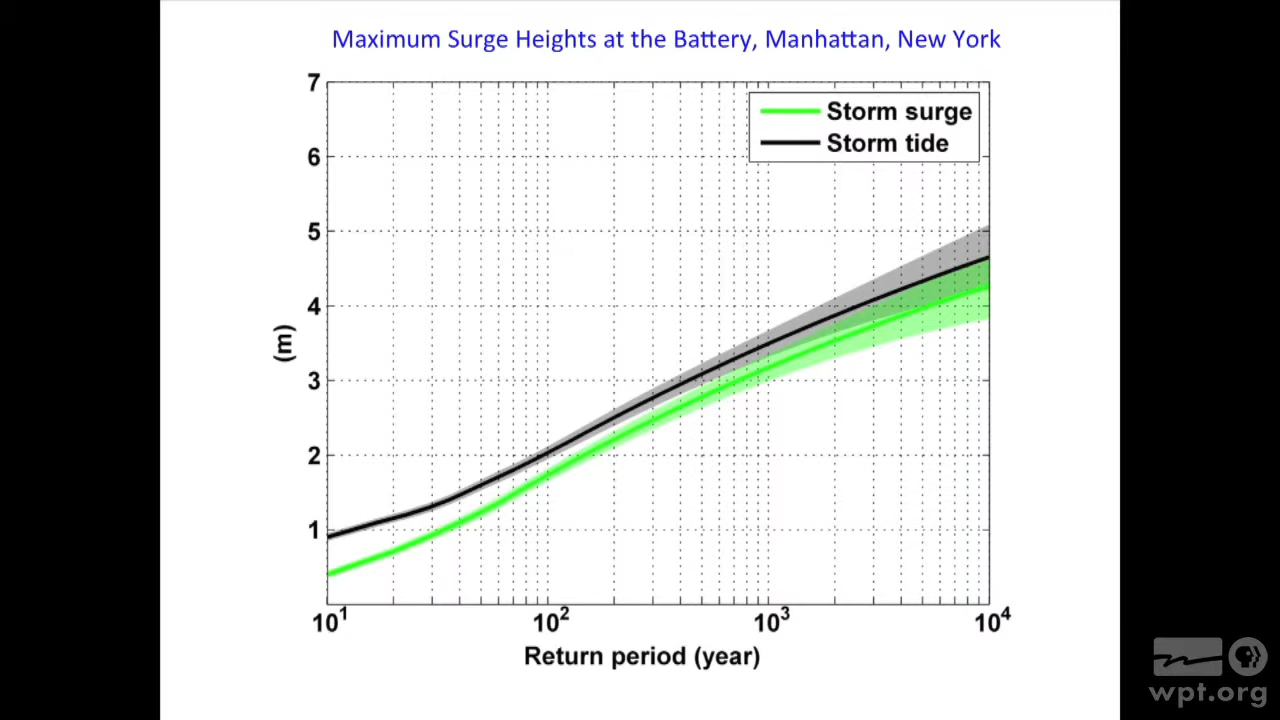 Maximum Surge Heights at the Battery, Manhattan, New York
7
6
5
4
3
2
1
(m)
Storm surge
Storm tide
10¹ 10² 10³ 10⁴
Return period (year)
wpt.org